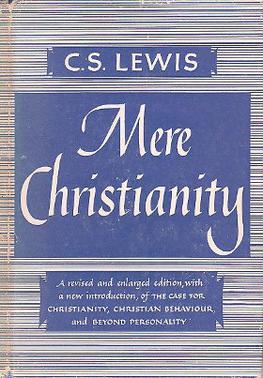 C.S. LEWIS
Mere
Christianity
A revised and enlarged edition, with
a new introduction, of THE CASE FOR
CHRISTIANITY, CHRISTIAN BEHAVIOUR,
and BEYOND PERSONALITY